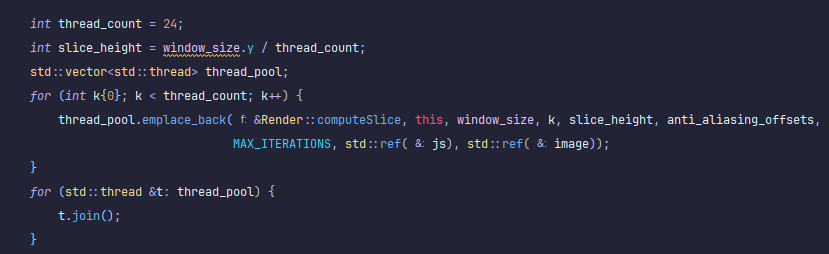 int thread_count = 24;
int slice_height = window_size.y / thread_count;
std::vector<std::thread> thread_pool;
for (int k{0}; k < thread_count; k++) {
    thread_pool.emplace_back( f: &Render::computeSlice, this, window_size, k, slice_height, anti_aliasing_offsets,
                             MAX_ITERATIONS, std::ref( &: js), std::ref( &: image));
}
for (std::thread &t: thread_pool) {
    t.join();
}